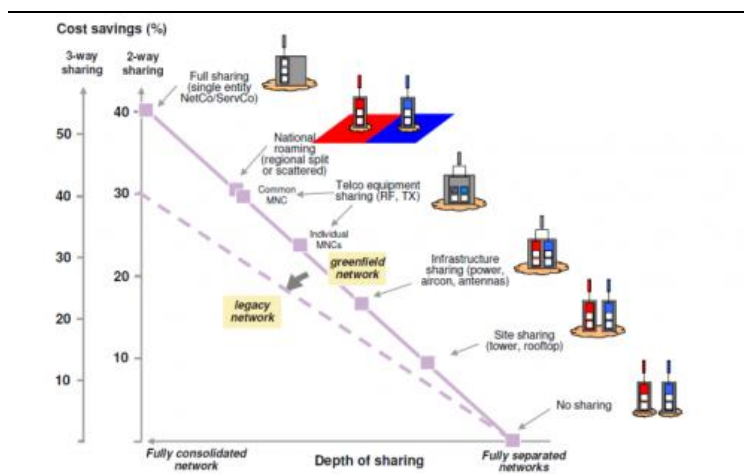 Cost savings (%)
3-way
sharing
2-way
sharing
Full sharing
(single entity
NetCo/ServCo)
40
50
National
roaming
(regional split
or scattered)
Common
MNC
Telco equipment
sharing (RF, TX)
40
30
Individual
MNCs
30
greenfield
network
Infrastructure
sharing (power,
aircon, antennas)
20
legacy
network
20
Site sharing
(tower, rooftop)
10
10
No sharing
Fully consolidated
network
Depth of sharing
Fully separated
networks